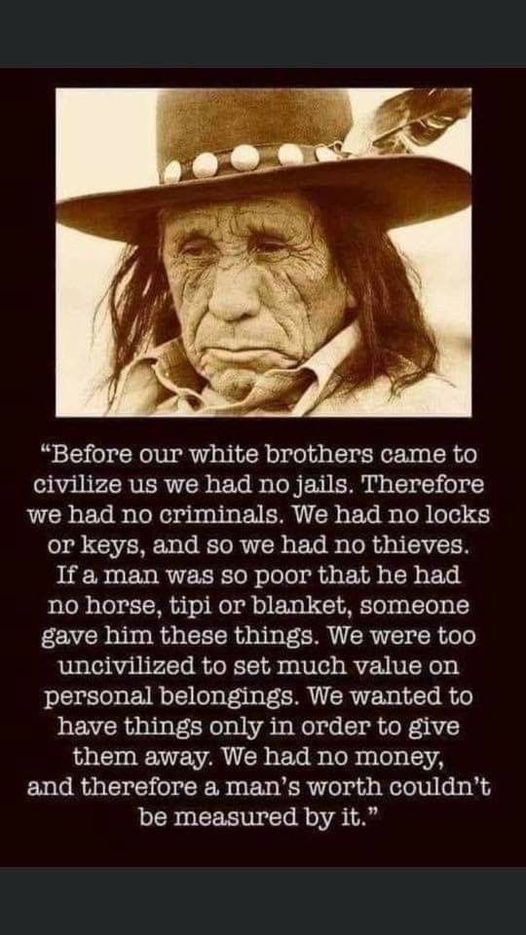 “Before our white brothers came to
civilize us we had no jails. Therefore
we had no criminals. We had no locks
or keys, and so we had no thieves.
If a man was so poor that he had
no horse, tipi or blanket, someone
gave him these things. We were too
uncivilized to set much value on
personal belongings. We wanted to
have things only in order to give
them away. We had no money,
and therefore a man’s worth couldn’t
be measured by it.”